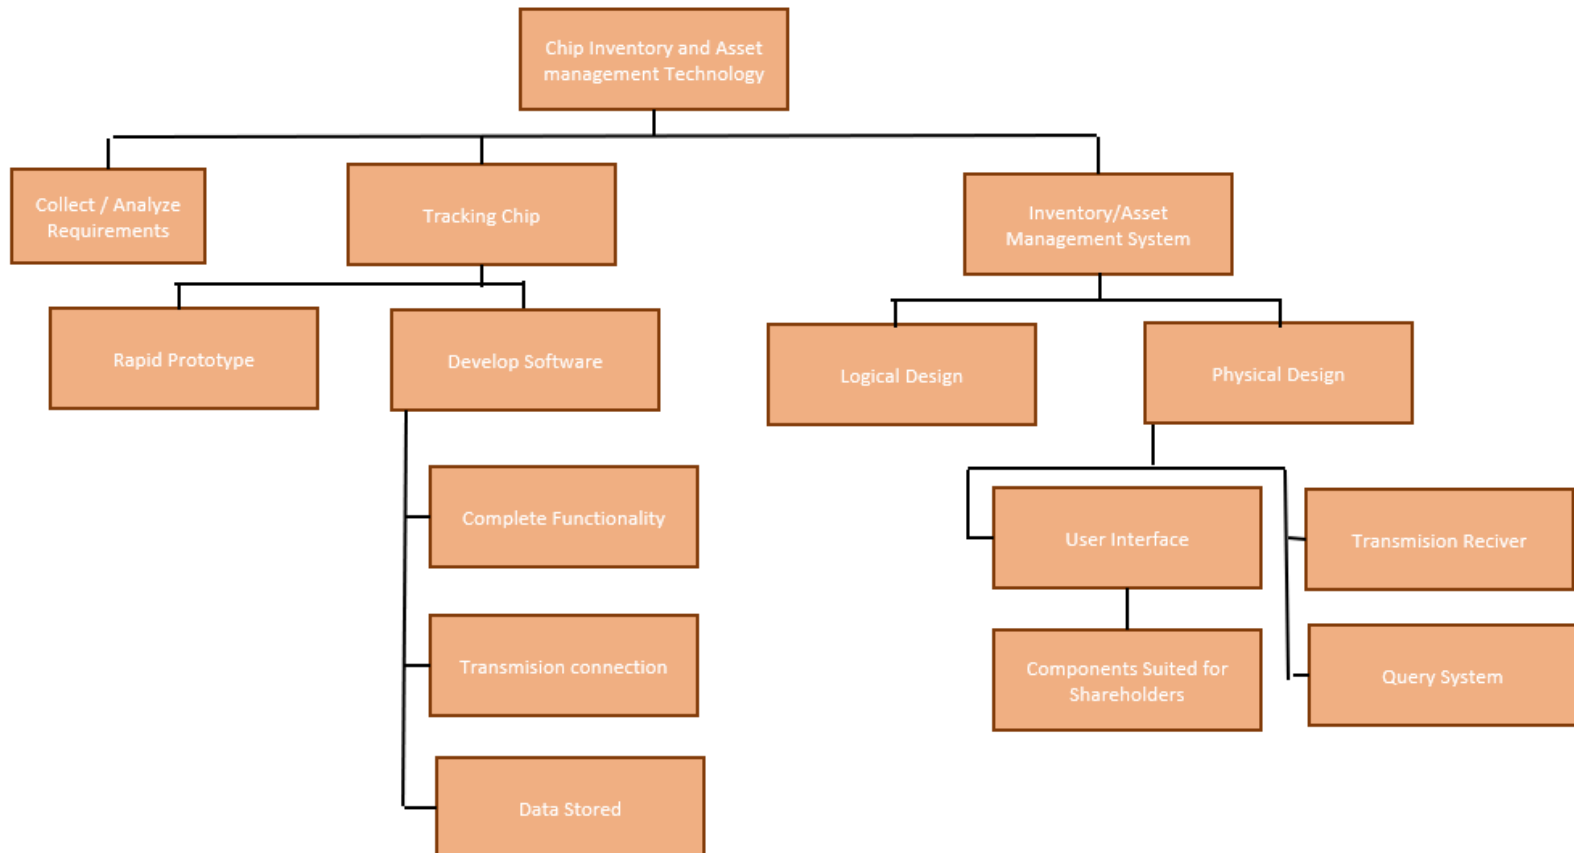 Chip Inventory and Asset
management Technology
Collect / Analyze
Requirements
Tracking Chip
Inventory/Asset
Management System
Rapid Prototype
Develop Software
Logical Design
Physical Design
Complete Functionality
User Interface
Transmision Reciver
Transmision connection
Components Suited for
Shareholders
Query System
Data Stored